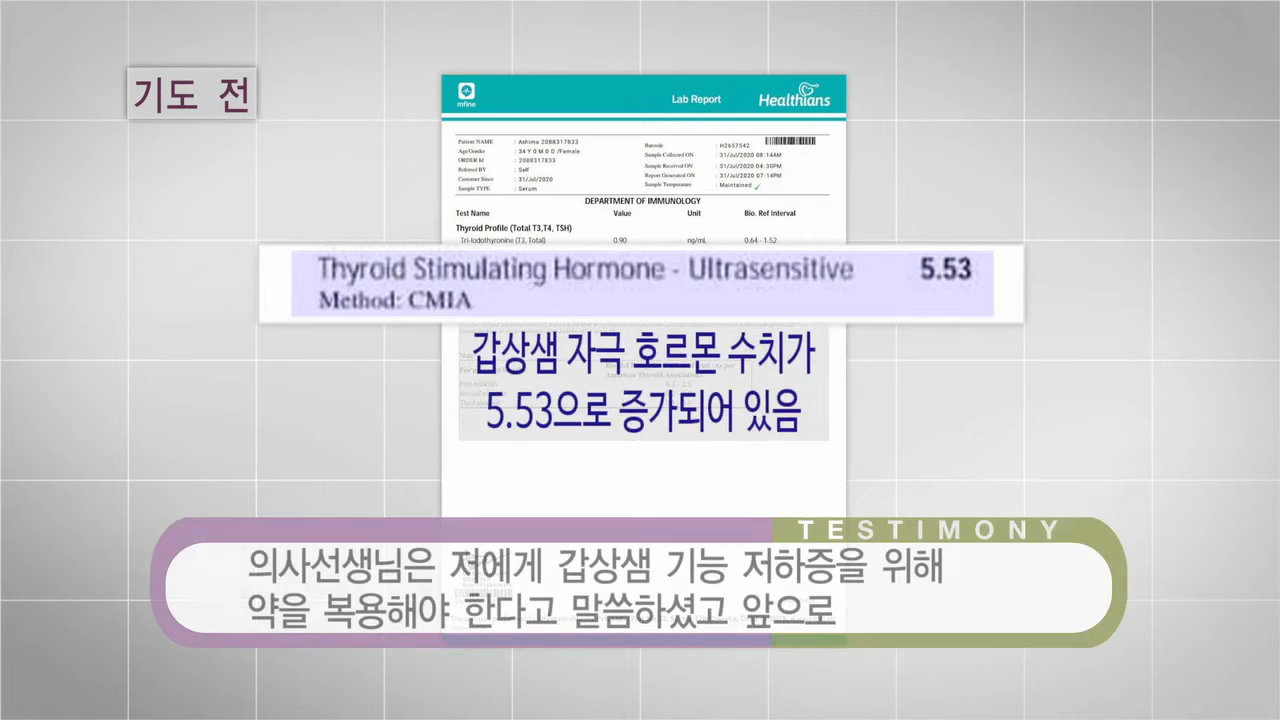 기도 전
mfine
Lab Report
Healthians
Patient NAME : Ashima 2088317833
Age/Gender : 34 Y 0 M 0 D /Female
ORDER Id : 2088317833
Referred BY : Self
Customer Since : 31/Jul/2020
Sample TYPE : Serum
Barcode : H2657542
Sample Collected ON : 31/Jul/2020 08:14AM
Sample Received ON : 31/Jul/2020 04:30PM
Report Generated ON : 31/Jul/2020 07:14PM
Sample Temperature : Maintained ✓
DEPARTMENT OF IMMUNOLOGY
Test Name Value Unit Bio. Ref Interval
Thyroid Profile (Total T3,T4, TSH)
Tri-Iodothyronine (T3, Total) 0.90 ng/mL 0.64 - 1.52
Thyroid Stimulating Hormone - Ultrasensitive 5.53
Method: CMIA
갑상샘 자극 호르몬 수치가
5.53으로 증가되어 있음
TESTIMONY
의사선생님은 저에게 갑상샘 기능 저하증을 위해
약을 복용해야 한다고 말씀하셨고 앞으로